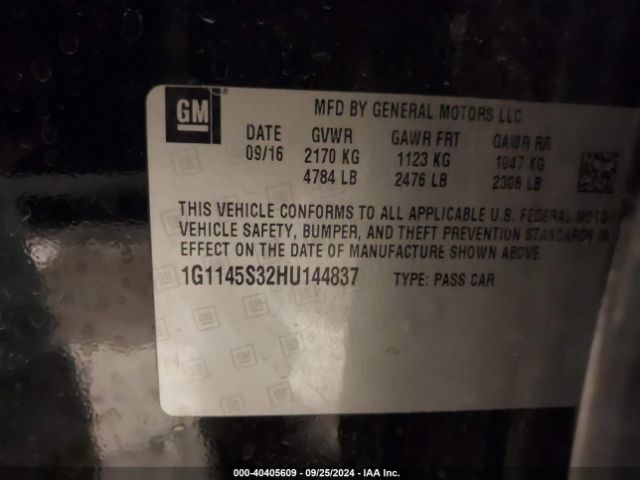 GM
MFD BY GENERAL MOTORS LLC
DATE GVWR GAWR FRT GAWR RR
09/16 2170 KG 1123 KG 1047 KG
4784 LB 2476 LB 2308 LB
THIS VEHICLE CONFORMS TO ALL APPLICABLE U.S. FEDERAL MOTOR
VEHICLE SAFETY, BUMPER, AND THEFT PREVENTION STANDARDS IN
EFFECT ON THE DATE OF MANUFACTURE SHOWN ABOVE.
1G1145S32HU144837 TYPE: PASS CAR
000-40405609 - 09/25/2024 - IAA Inc.